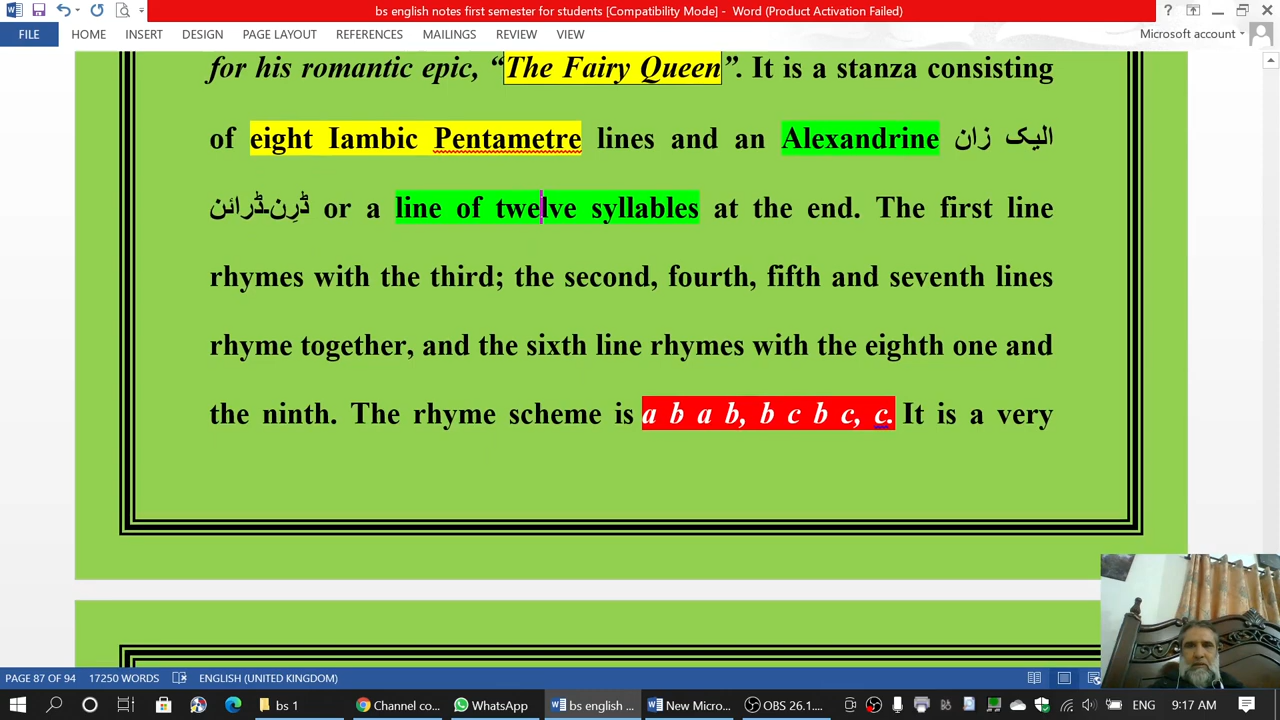 bs english notes first semester for students [Compatibility Mode] - Word (Product Activation Failed)
FILE HOME INSERT DESIGN PAGE LAYOUT REFERENCES MAILINGS REVIEW VIEW Microsoft account
for his romantic epic, “The Fairy Queen”. It is a stanza consisting
of eight Iambic Pentametre lines and an Alexandrine الیک زان
ڈرِن۔ڈرائن or a line of twelve syllables at the end. The first line
rhymes with the third; the second, fourth, fifth and seventh lines
rhyme together, and the sixth line rhymes with the eighth one and
the ninth. The rhyme scheme is a b a b, b c b c, c. It is a very
PAGE 87 OF 94 17250 WORDS ENGLISH (UNITED KINGDOM)
bs 1 Channel co... WhatsApp bs english ... New Micro... OBS 26.1.... 9:17 AM